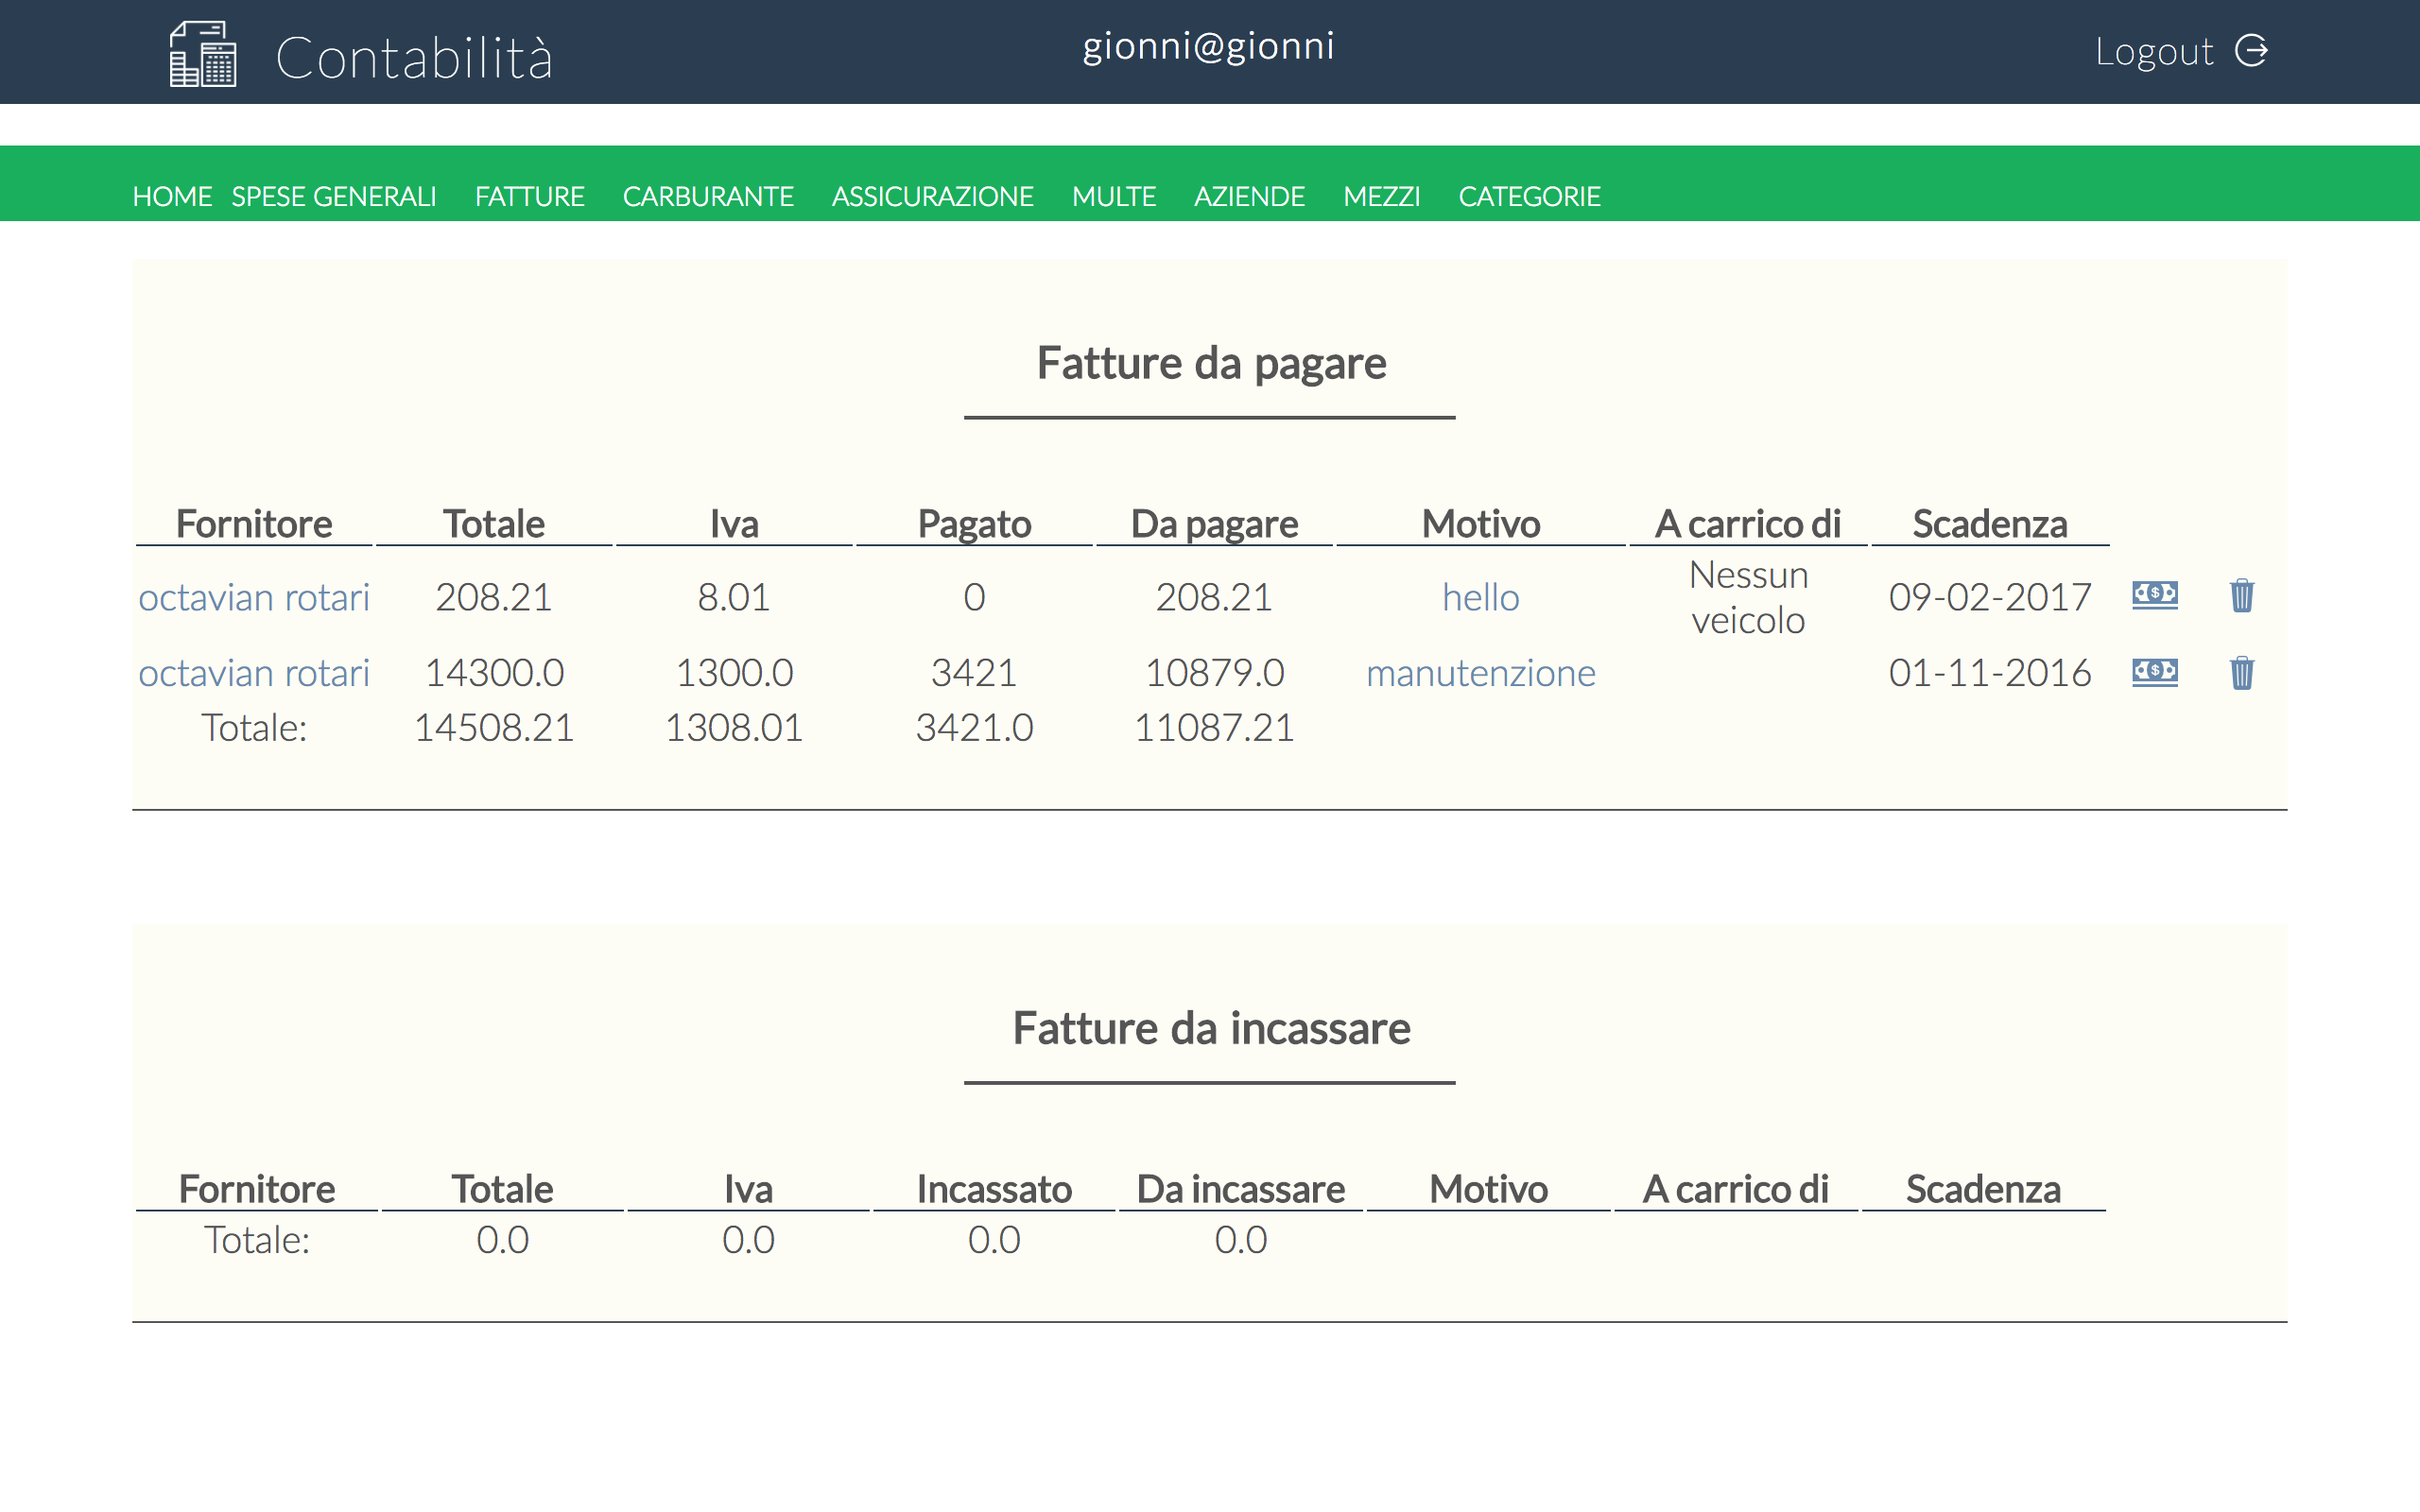 Contabilità
gionni@gionni
Logout
HOME SPESE GENERALI FATTURE CARBURANTE ASSICURAZIONE MULTE AZIENDE MEZZI CATEGORIE
Fatture da pagare
Fornitore Totale Iva Pagato Da pagare Motivo A carrico di Scadenza
octavian rotari 208.21 8.01 0 208.21 hello Nessun veicolo 09-02-2017
octavian rotari 14300.0 1300.0 3421 10879.0 manutenzione 01-11-2016
Totale: 14508.21 1308.01 3421.0 11087.21
Fatture da incassare
Fornitore Totale Iva Incassato Da incassare Motivo A carrico di Scadenza
Totale: 0.0 0.0 0.0 0.0